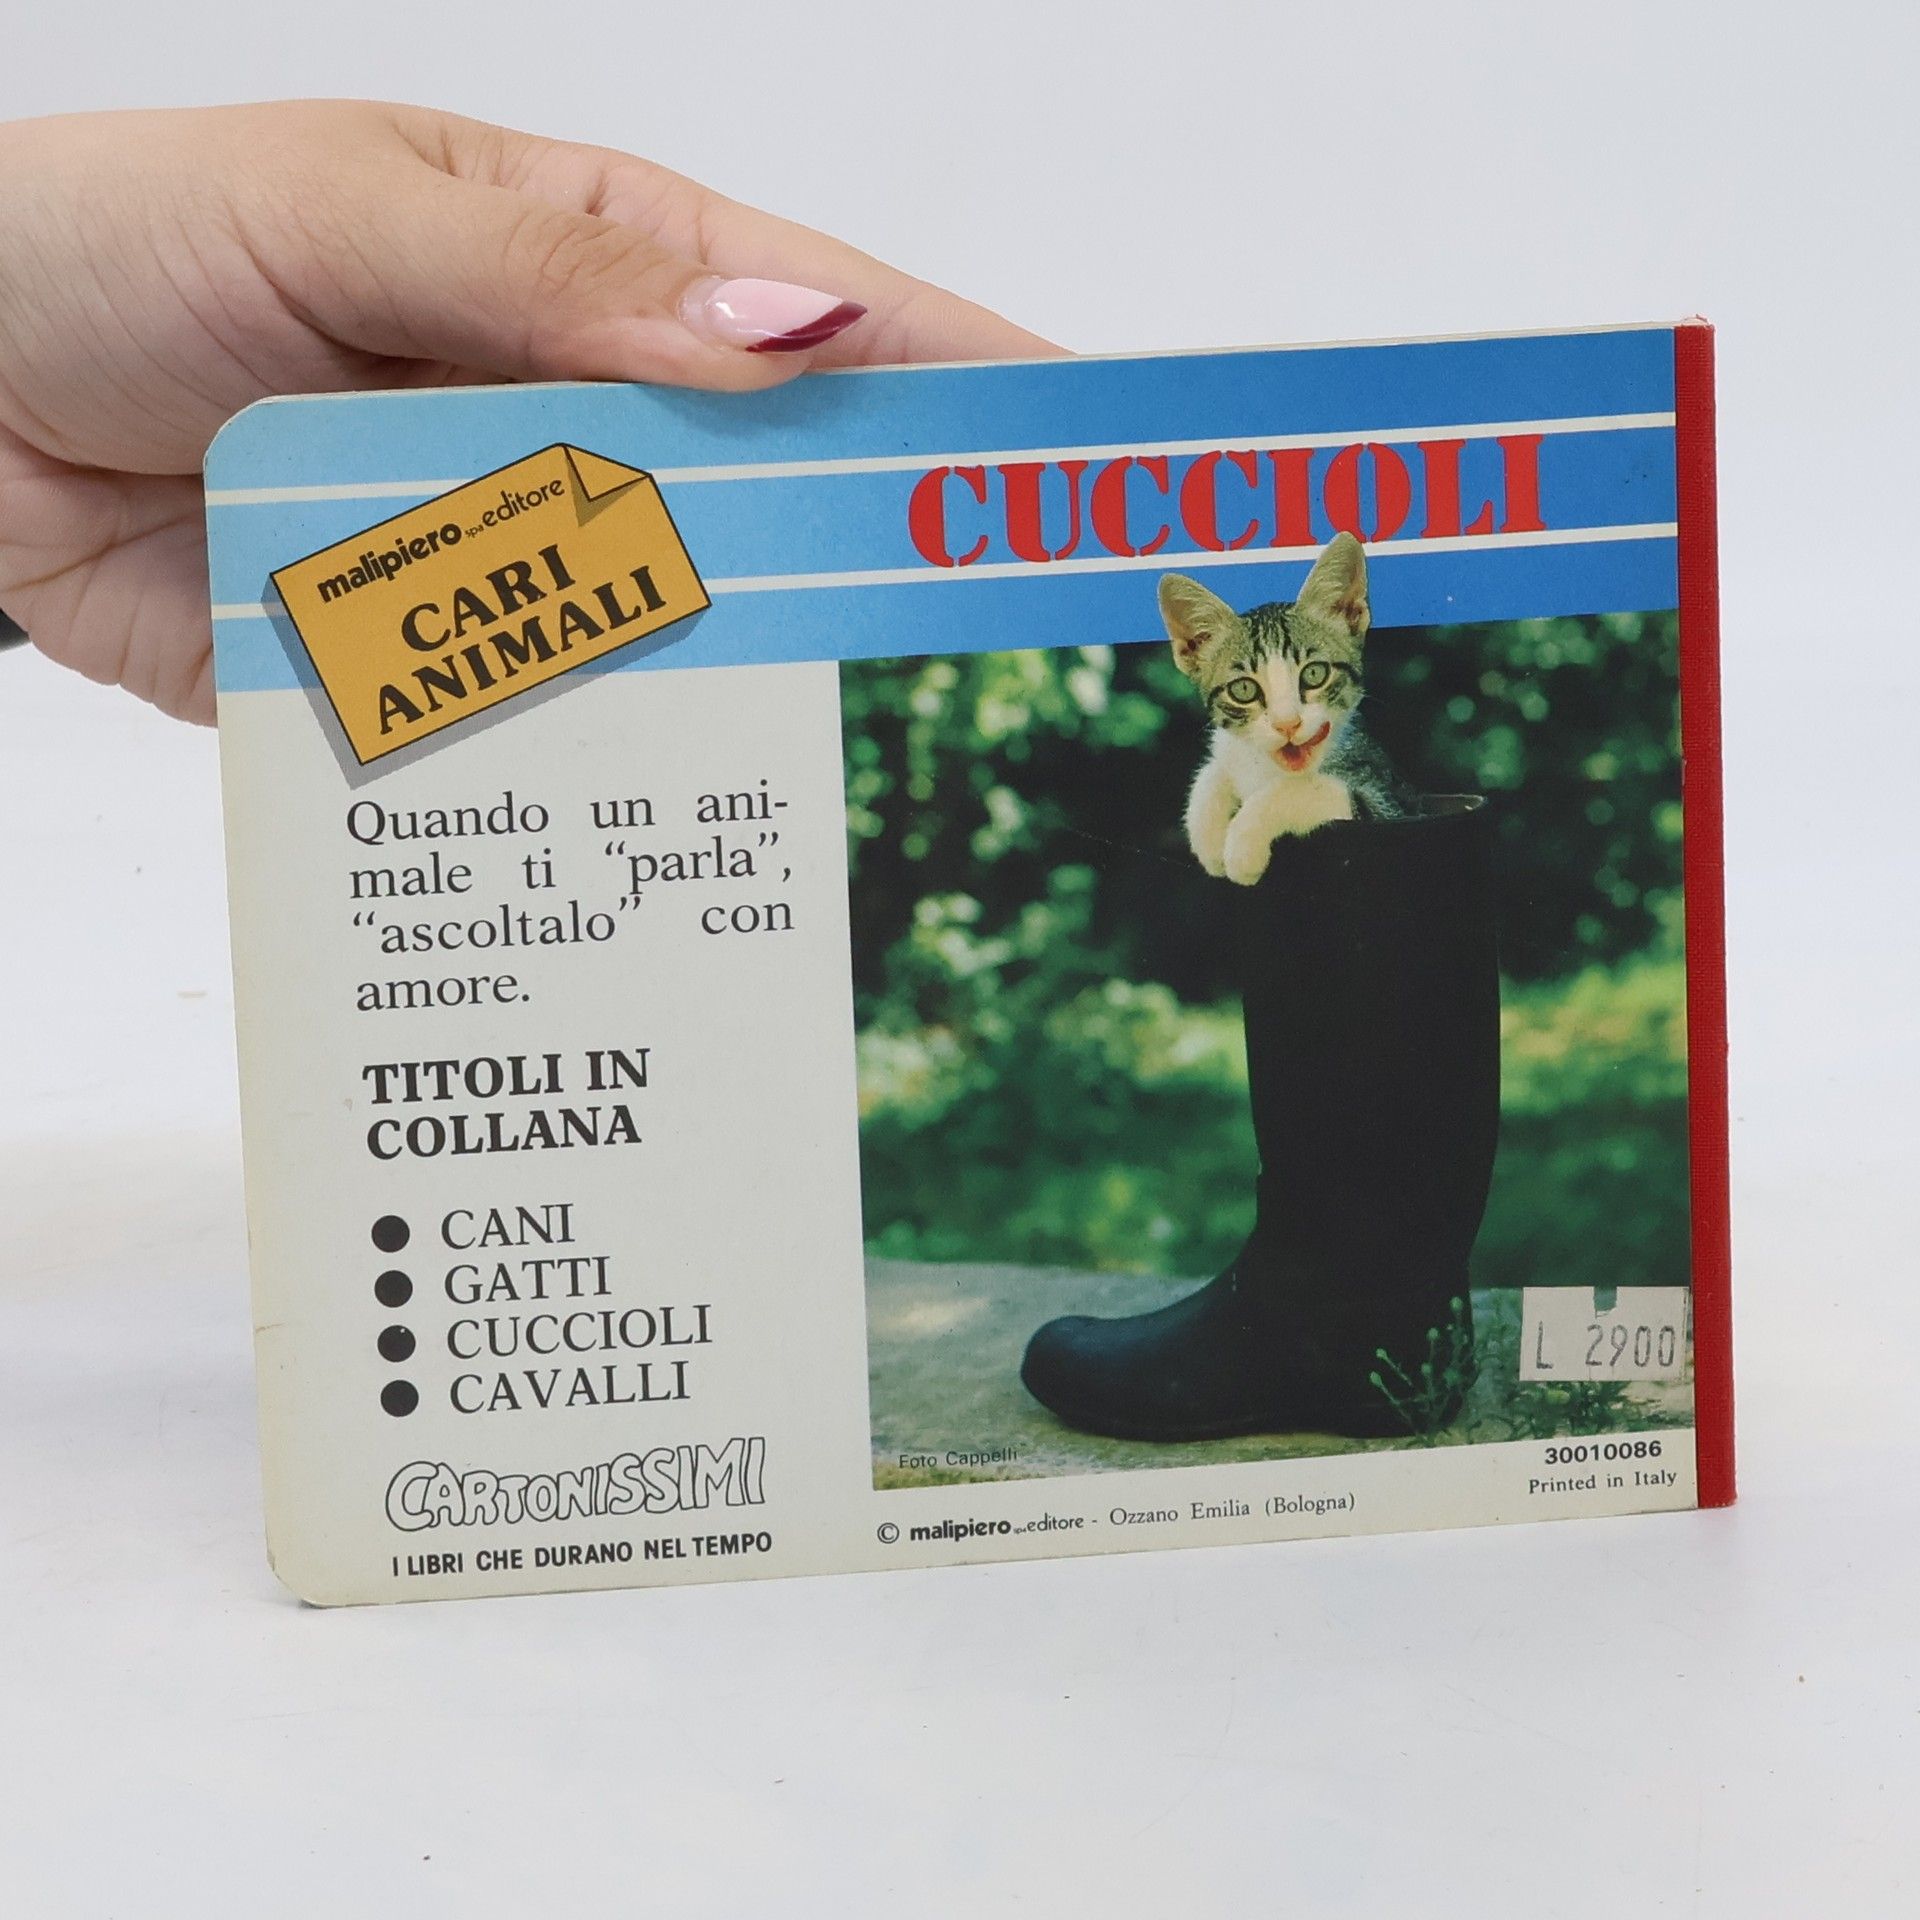 malipiero spa editore
CARI
ANIMALI
CUCCIOLI
Quando un ani-
male ti “parla”,
“ascoltalo” con
amore.
TITOLI IN
COLLANA
● CANI
● GATTI
● CUCCIOLI
● CAVALLI
CARTONISSIMI
I LIBRI CHE DURANO NEL TEMPO
L 2900
Foto Cappelli
30010086
Printed in Italy
© malipiero spa editore - Ozzano Emilia (Bologna)